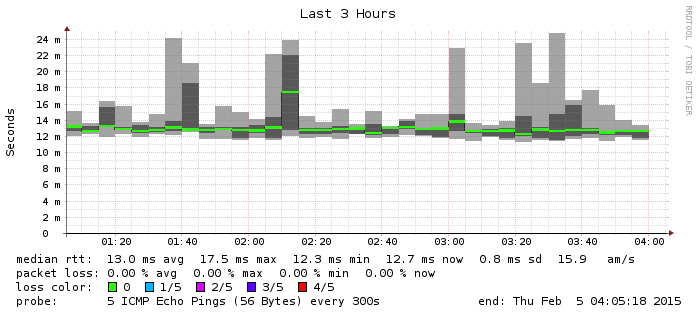 Last 3 Hours
RRDTOOL / TOBI OETIKER
Seconds
24 m
22 m
20 m
18 m
16 m
14 m
12 m
10 m
8 m
6 m
4 m
2 m
0
01:20 01:40 02:00 02:20 02:40 03:00 03:20 03:40 04:00
median rtt: 13.0 ms avg 17.5 ms max 12.3 ms min 12.7 ms now 0.8 ms sd 15.9 am/s
packet loss: 0.00 % avg 0.00 % max 0.00 % min 0.00 % now
loss color: 0 1/5 2/5 3/5 4/5
probe: 5 ICMP Echo Pings (56 Bytes) every 300s end: Thu Feb 5 04:05:18 2015